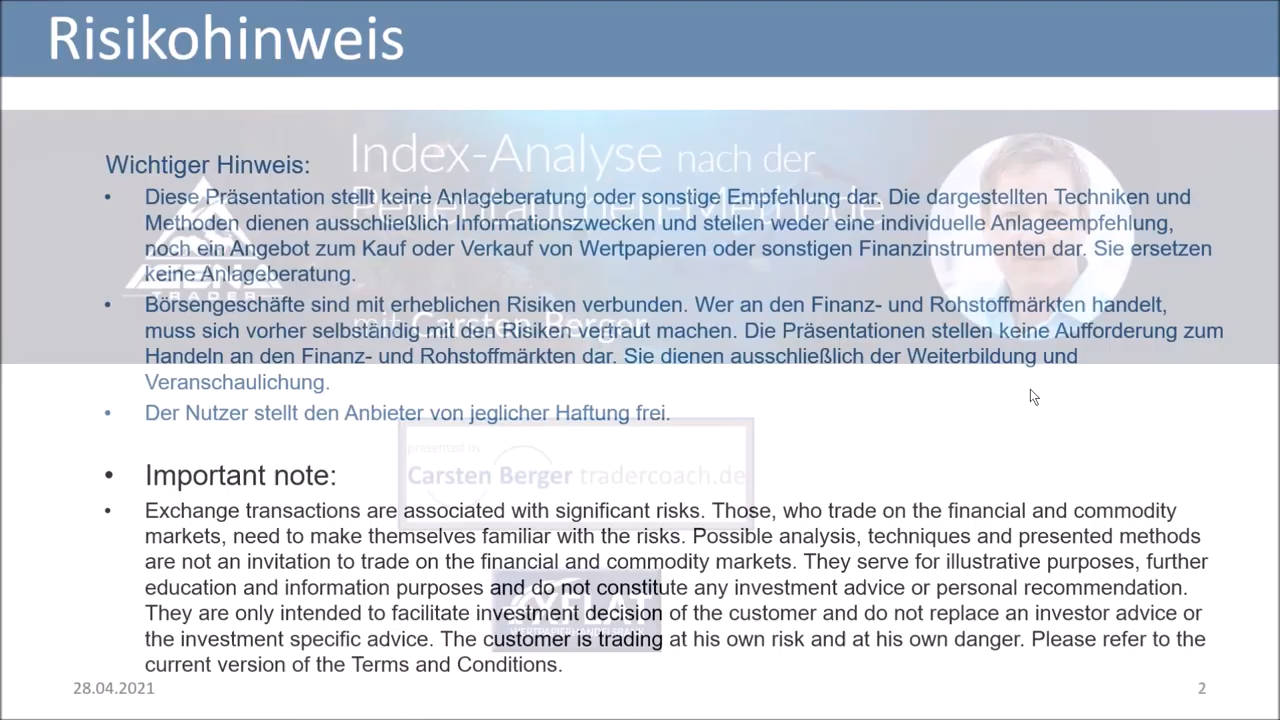 Risikohinweis
Index-Analyse nach der
Perlentaucher-Methode
mit Carsten Berger
TRADER
Wichtiger Hinweis:
• Diese Präsentation stellt keine Anlageberatung oder sonstige Empfehlung dar. Die dargestellten Techniken und
Methoden dienen ausschließlich Informationszwecken und stellen weder eine individuelle Anlageempfehlung,
noch ein Angebot zum Kauf oder Verkauf von Wertpapieren oder sonstigen Finanzinstrumenten dar. Sie ersetzen
keine Anlageberatung.
• Börsengeschäfte sind mit erheblichen Risiken verbunden. Wer an den Finanz- und Rohstoffmärkten handelt,
muss sich vorher selbständig mit den Risiken vertraut machen. Die Präsentationen stellen keine Aufforderung zum
Handeln an den Finanz- und Rohstoffmärkten dar. Sie dienen ausschließlich der Weiterbildung und
Veranschaulichung.
• Der Nutzer stellt den Anbieter von jeglicher Haftung frei.
presented by
Carsten Berger tradercoach.de
• Important note:
• Exchange transactions are associated with significant risks. Those, who trade on the financial and commodity
markets, need to make themselves familiar with the risks. Possible analysis, techniques and presented methods
are not an invitation to trade on the financial and commodity markets. They serve for illustrative purposes, further
education and information purposes and do not constitute any investment advice or personal recommendation.
They are only intended to facilitate investment decision of the customer and do not replace an investor advice or
the investment specific advice. The customer is trading at his own risk and at his own danger. Please refer to the
current version of the Terms and Conditions.
28.04.2021
2